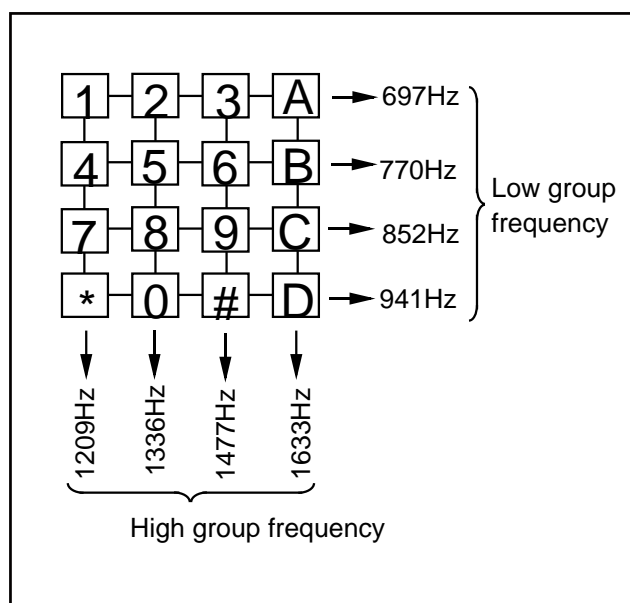 1 2 3 A 697Hz
4 5 6 B 770Hz
7 8 9 C 852Hz
* 0 # D 941Hz
Low group
frequency
1209Hz 1336Hz 1477Hz 1633Hz
High group frequency